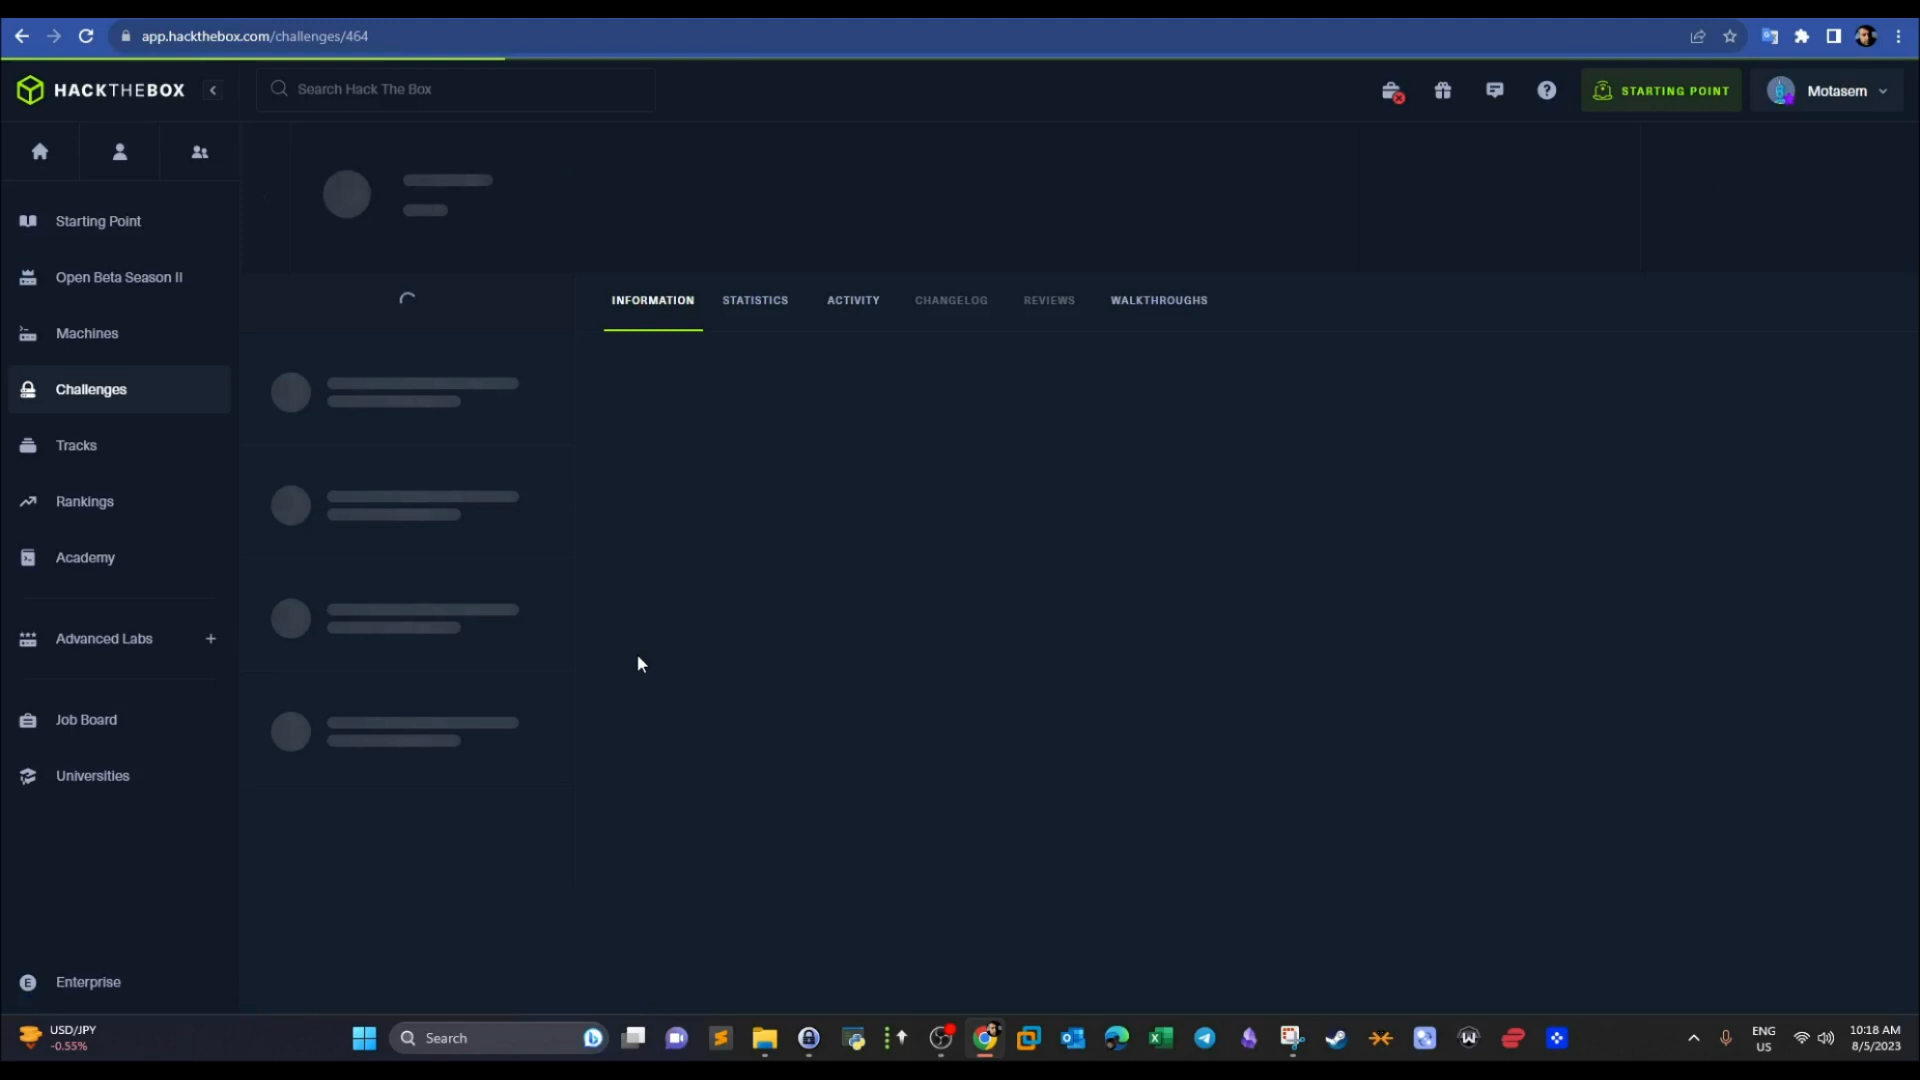 app.hackthebox.com/challenges/464
HACKTHEBOX
Search Hack The Box
STARTING POINT
Motasem
Starting Point
Open Beta Season II
Machines
Challenges
Tracks
Rankings
Academy
Advanced Labs
Job Board
Universities
Enterprise
INFORMATION
STATISTICS
ACTIVITY
CHANGELOG
REVIEWS
WALKTHROUGHS
USD/JPY
-0.55%
Search
ENG
US
10:18 AM
8/5/2023